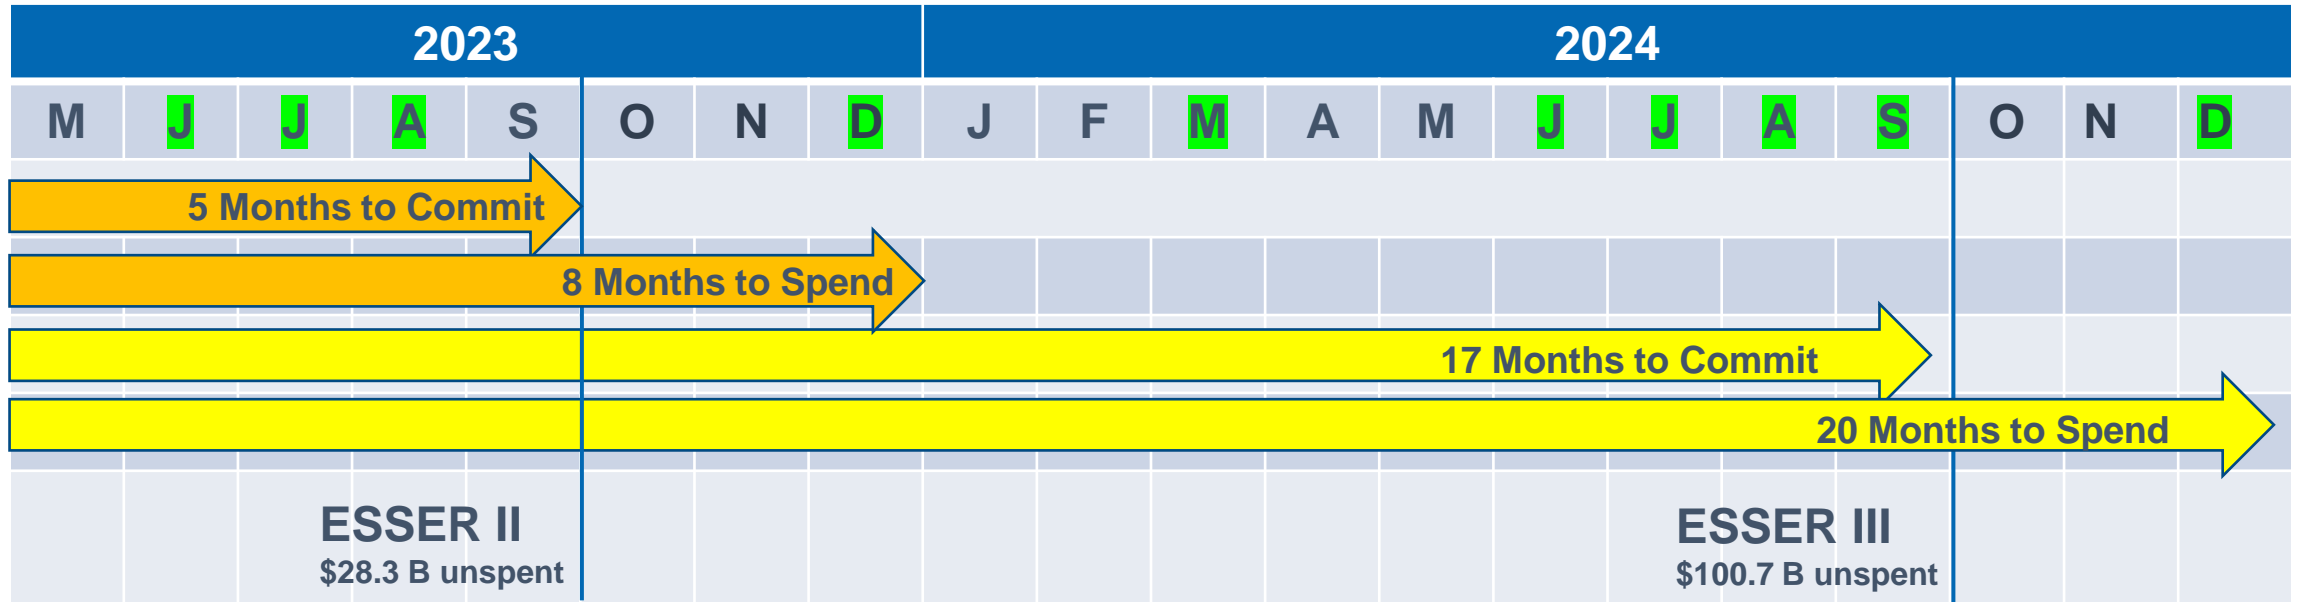 2023 2024
M J J A S O N D J F M A M J J A S O N D
5 Months to Commit
8 Months to Spend
17 Months to Commit
20 Months to Spend
ESSER II ESSER III
$28.3 B unspent $100.7 B unspent